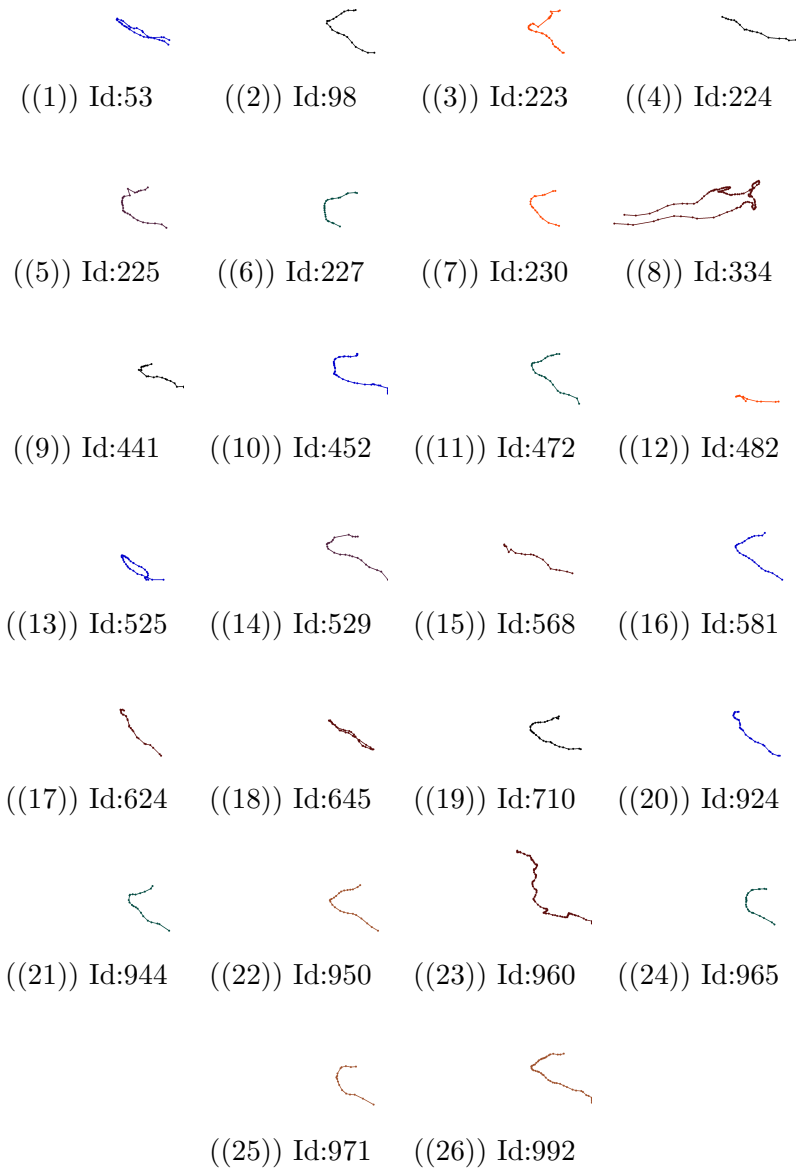 ((1)) Id:53 ((2)) Id:98 ((3)) Id:223 ((4)) Id:224
((5)) Id:225 ((6)) Id:227 ((7)) Id:230 ((8)) Id:334
((9)) Id:441 ((10)) Id:452 ((11)) Id:472 ((12)) Id:482
((13)) Id:525 ((14)) Id:529 ((15)) Id:568 ((16)) Id:581
((17)) Id:624 ((18)) Id:645 ((19)) Id:710 ((20)) Id:924
((21)) Id:944 ((22)) Id:950 ((23)) Id:960 ((24)) Id:965
((25)) Id:971 ((26)) Id:992